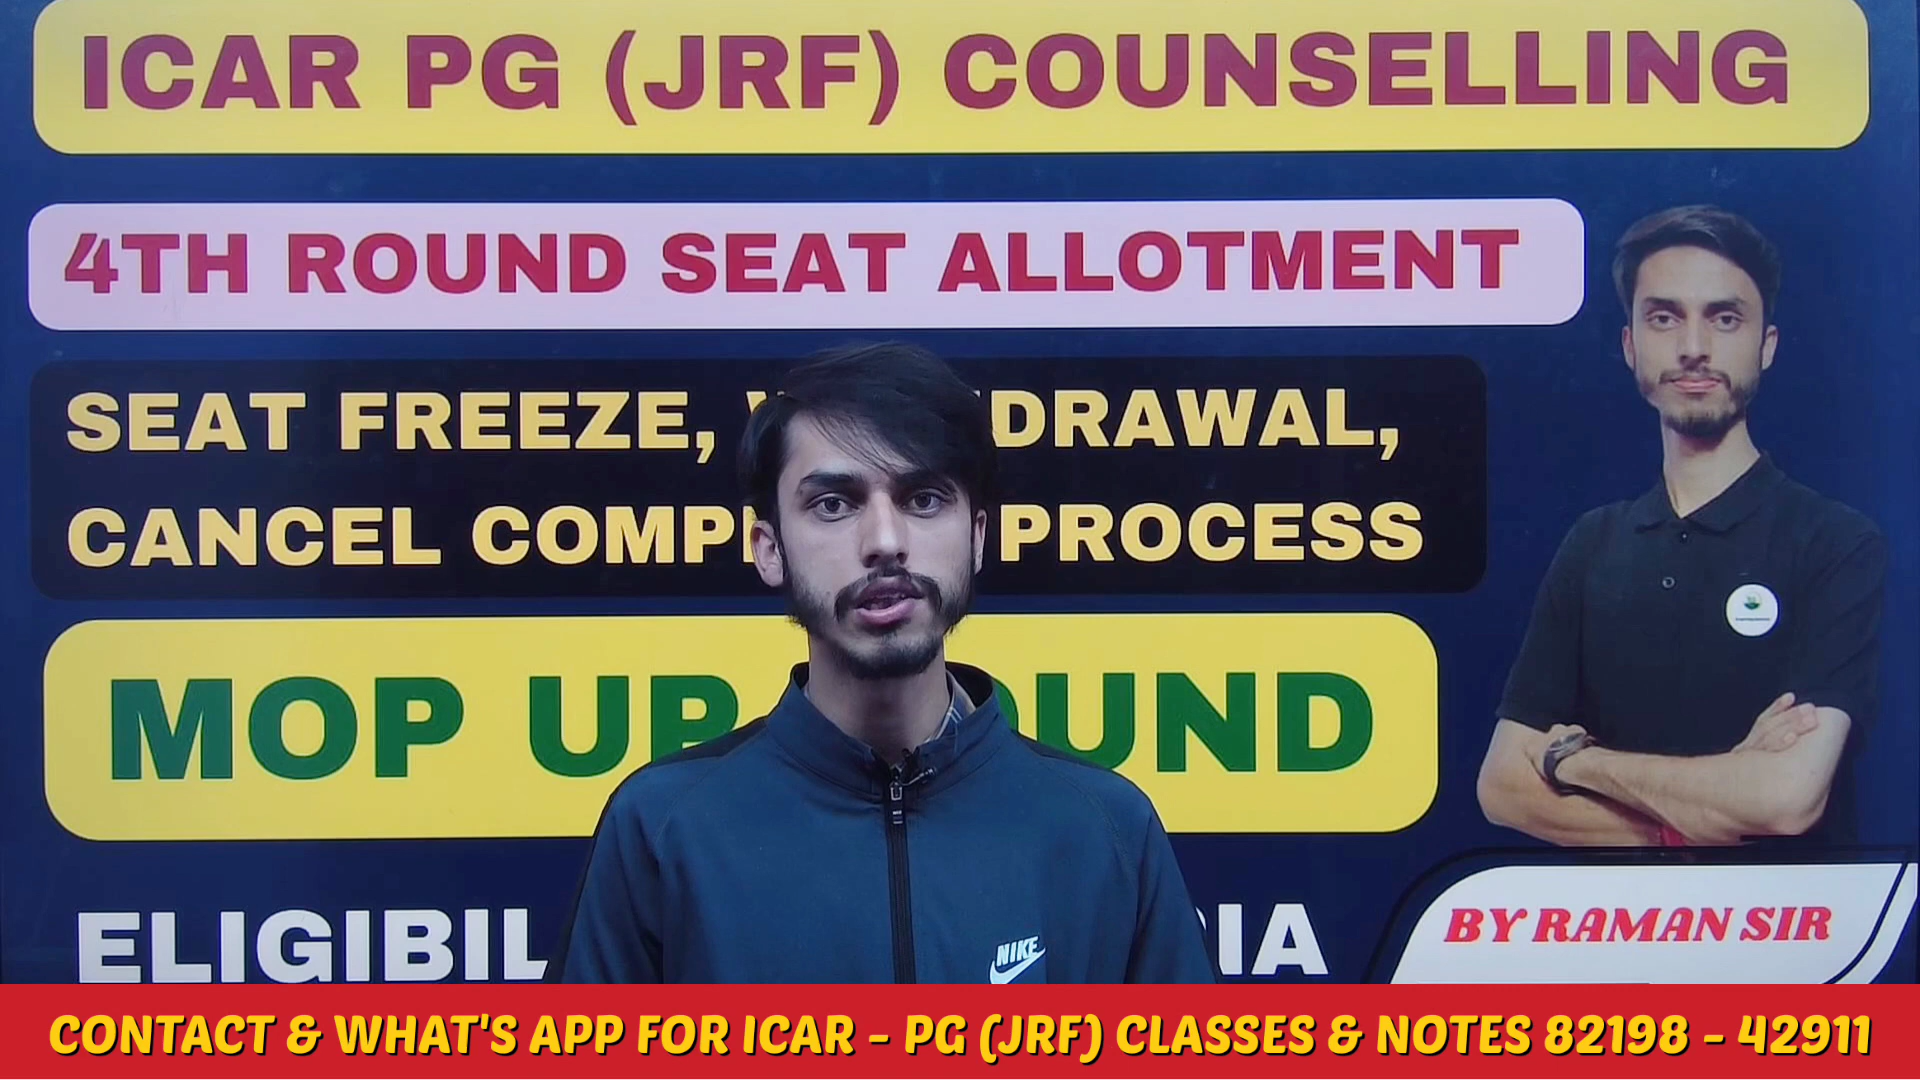 ICAR PG (JRF) COUNSELLING
4TH ROUND SEAT ALLOTMENT
SEAT FREEZE, DRAWAL,
CANCEL COMP PROCESS
MOP UP OUND
ELIGIBIL IA
BY RAMAN SIR
NIKE
CONTACT & WHAT'S APP FOR ICAR - PG (JRF) CLASSES & NOTES 82198 - 42911